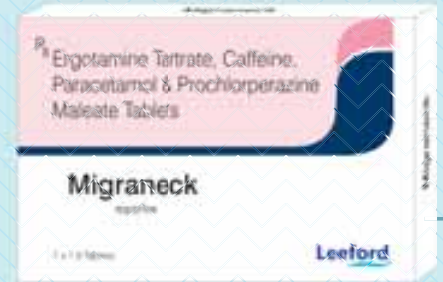 Rx
Ergotamine Tartrate, Caffeine,
Paracetamol & Prochlorperazine
Maleate Tablets
Migraneck
Leeford